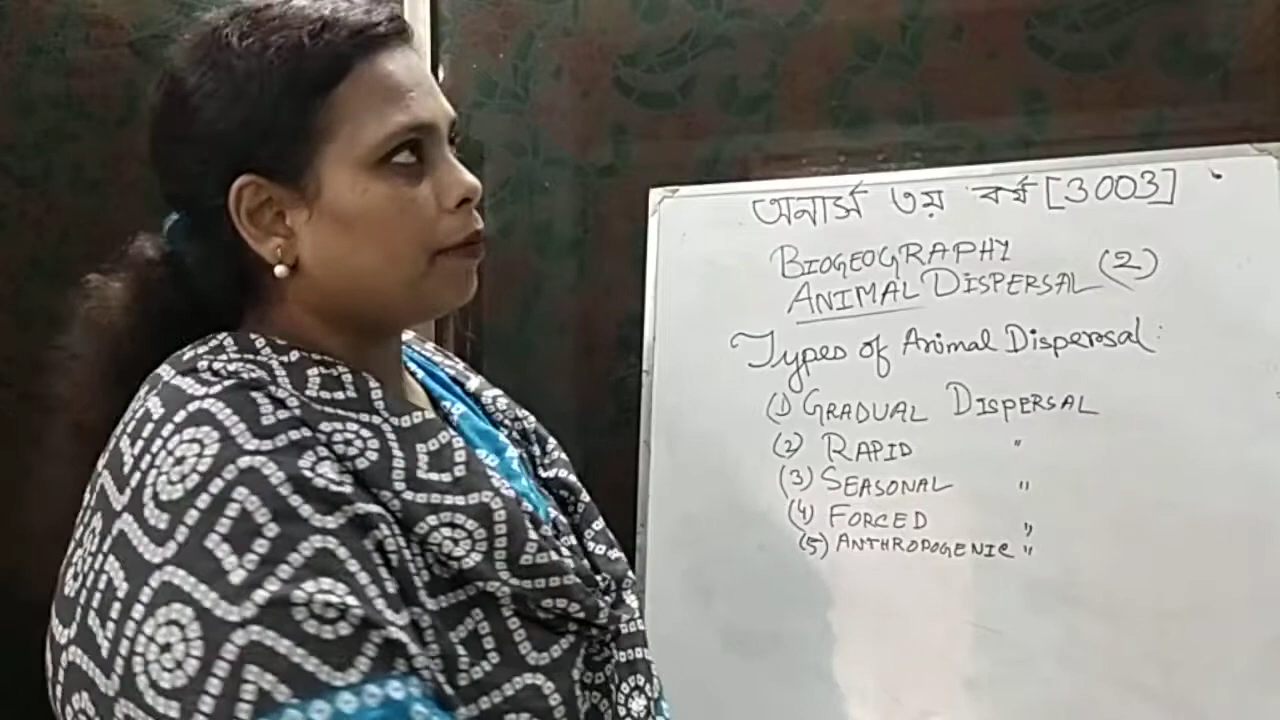 অনার্স ৩য় বর্ষ [3003]
BIOGEOGRAPHY
ANIMAL DISPERSAL (2)
Types of Animal Dispersal:
(1) GRADUAL DISPERSAL
(2) RAPID "
(3) SEASONAL "
(4) FORCED "
(5) ANTHROPOGENIC "